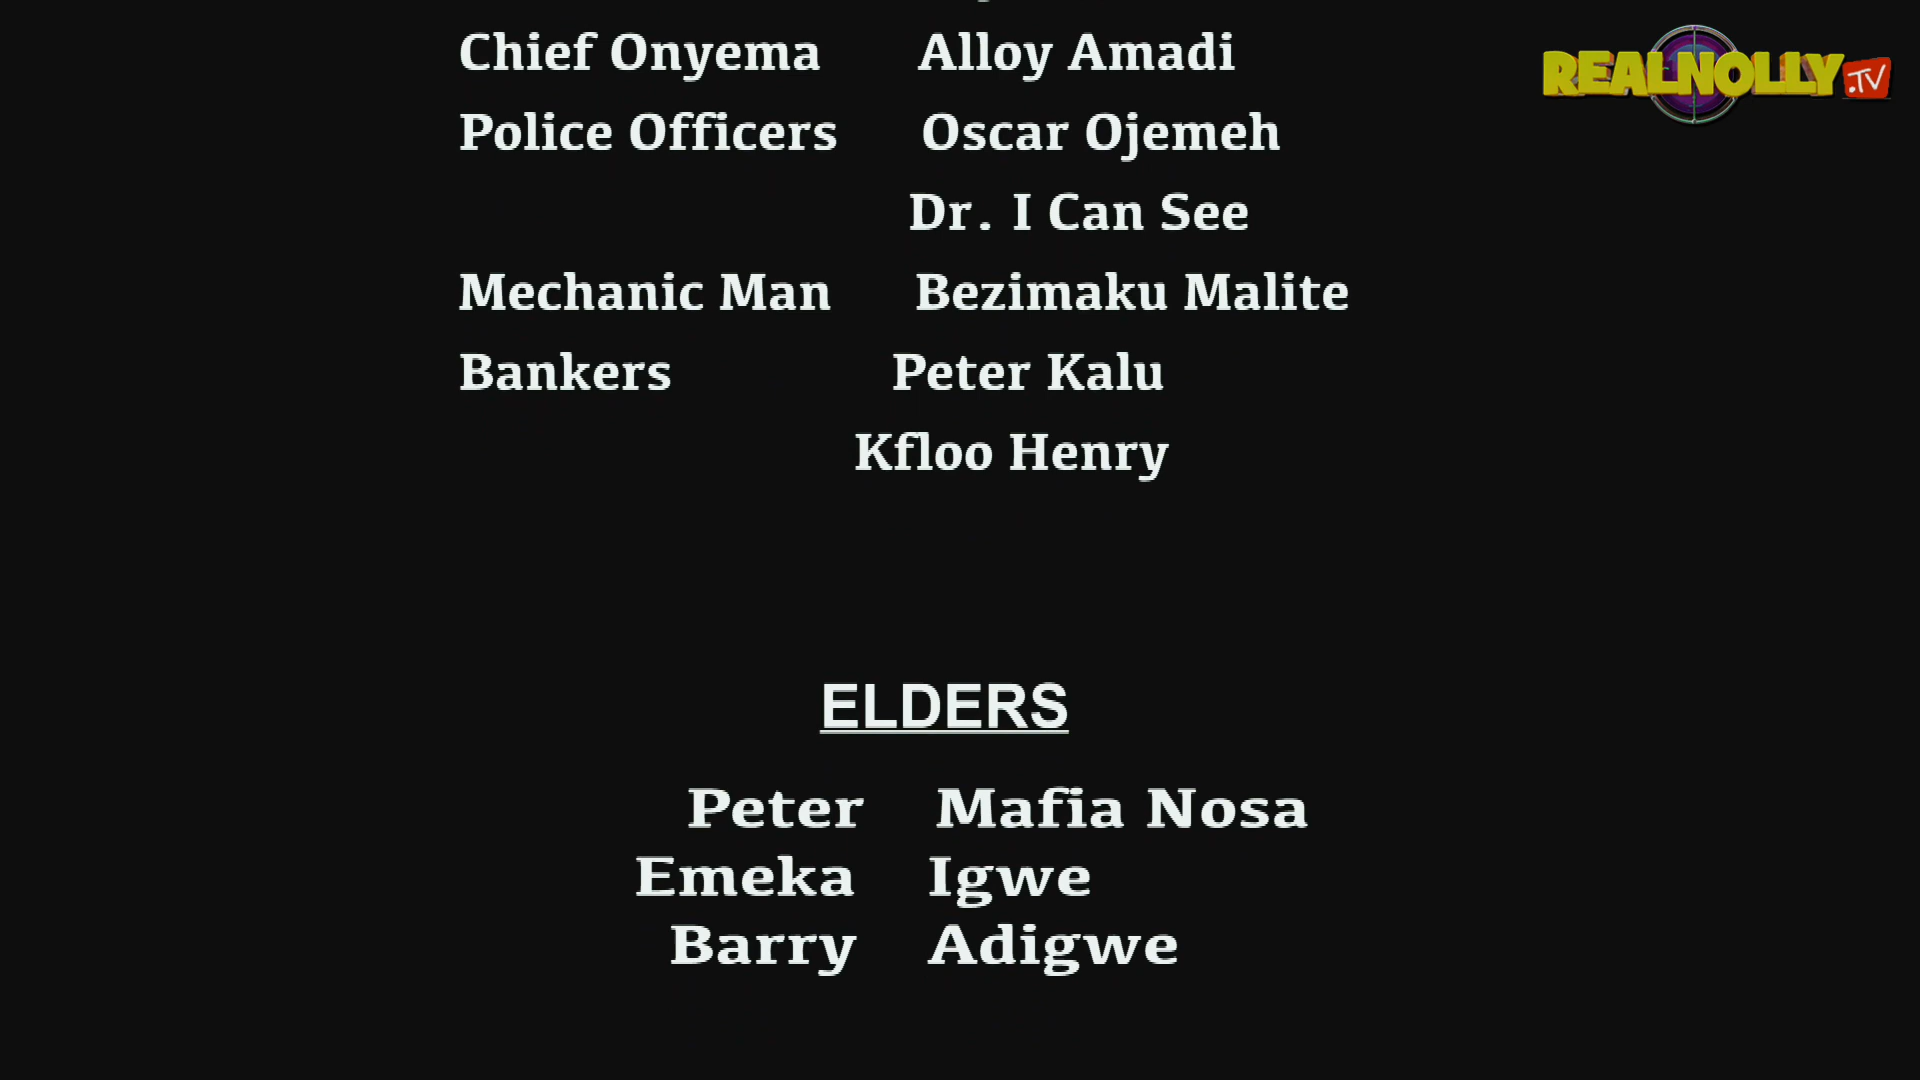 Chief Onyema Alloy Amadi
REALNOLLY.TV
Police Officers Oscar Ojemeh
Dr. I Can See
Mechanic Man Bezimaku Malite
Bankers Peter Kalu
Kfloo Henry
ELDERS
Peter Mafia Nosa
Emeka Igwe
Barry Adigwe